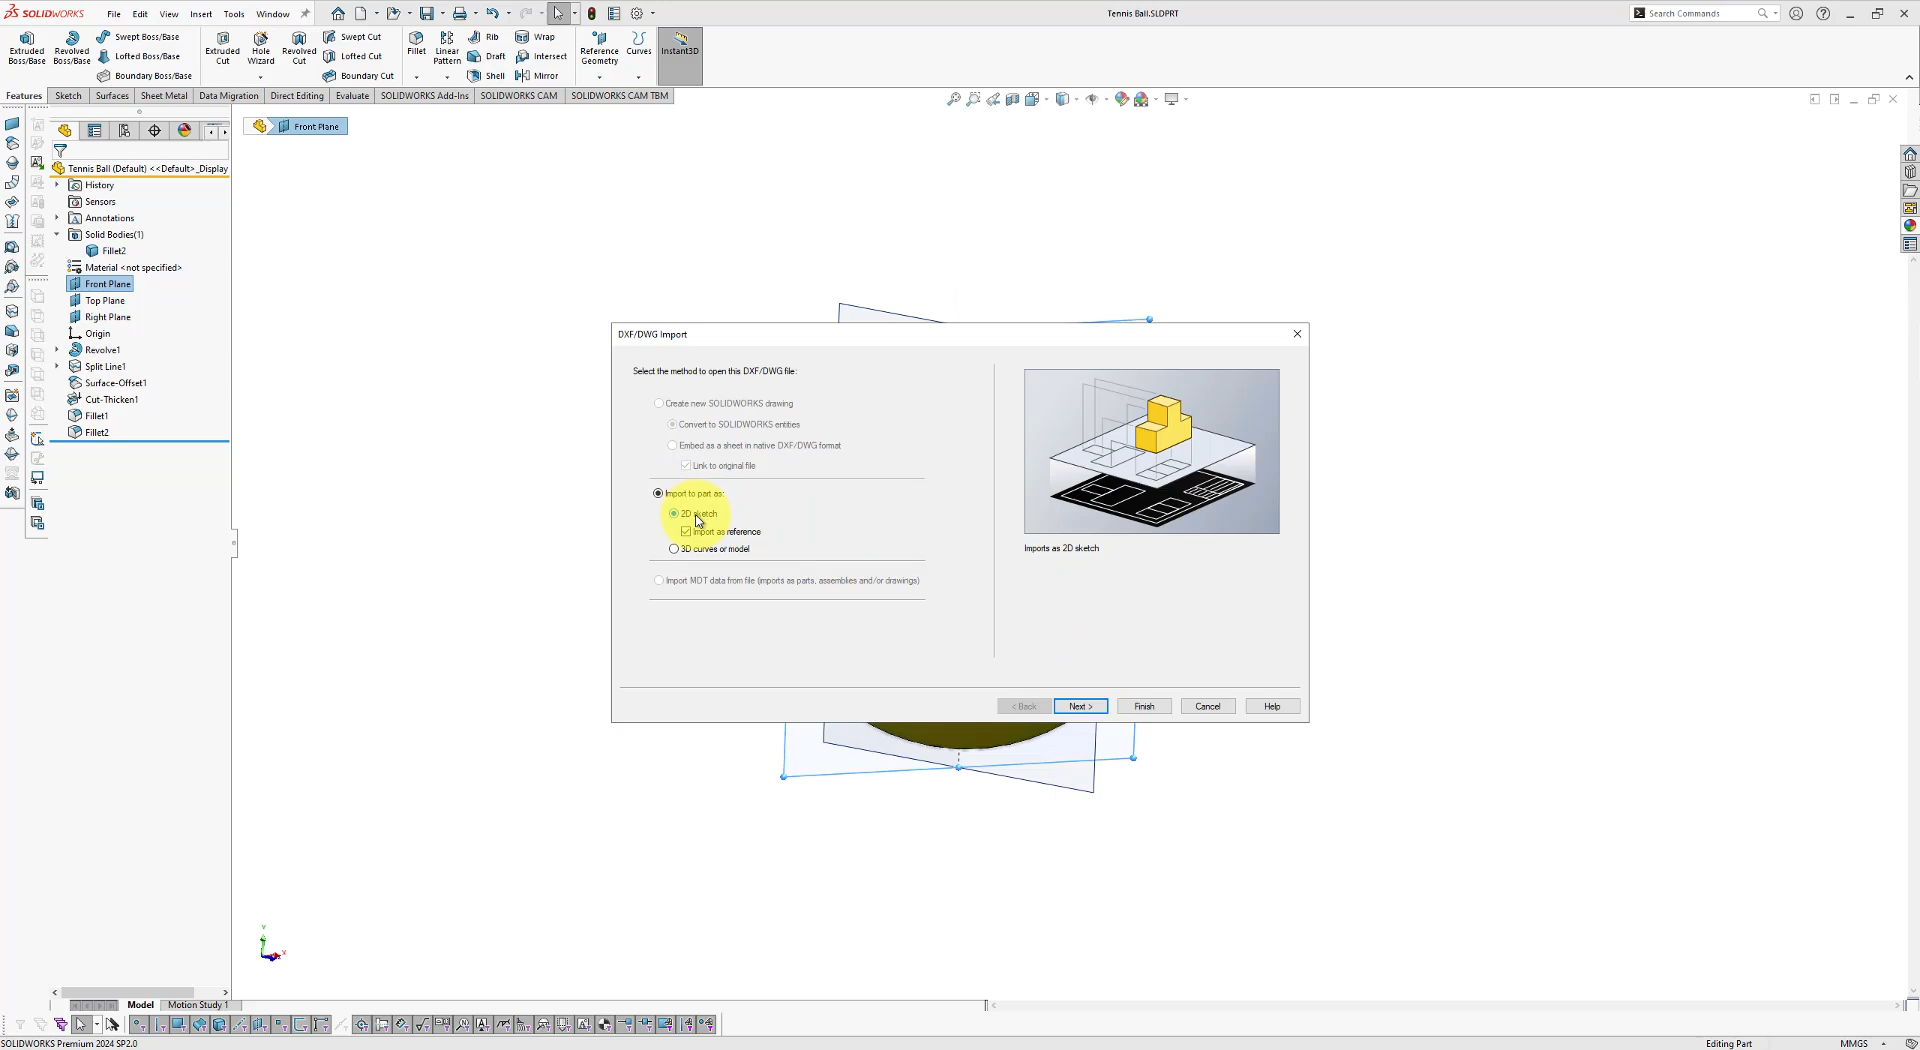 SOLIDWORKS
File Edit View Insert Tools Window
Tennis Ball.SLDPRT
Search Commands
Extruded Boss/Base
Revolved Boss/Base
Swept Boss/Base
Lofted Boss/Base
Boundary Boss/Base
Extruded Cut
Hole Wizard
Revolved Cut
Swept Cut
Lofted Cut
Boundary Cut
Fillet
Linear Pattern
Rib
Draft
Shell
Wrap
Intersect
Mirror
Reference Geometry
Curves
Instant3D
Features Sketch Surfaces Sheet Metal Data Migration Direct Editing Evaluate SOLIDWORKS Add-Ins SOLIDWORKS CAM SOLIDWORKS CAM TBM
Front Plane
Tennis Ball (Default) <<Default>_Display
History
Sensors
Annotations
Solid Bodies(1)
Fillet2
Material <not specified>
Front Plane
Top Plane
Right Plane
Origin
Revolve1
Split Line1
Surface-Offset1
Cut-Thicken1
Fillet1
Fillet2
DXF/DWG Import
Select the method to open this DXF/DWG file:
Create new SOLIDWORKS drawing
Convert to SOLIDWORKS entities
Embed as a sheet in native DXF/DWG format
Link to original file
Import to part as:
2D sketch
Import as reference
3D curves or model
Import MDT data from file (imports as parts, assemblies and/or drawings)
Imports as 2D sketch
< Back Next > Finish Cancel Help
Model Motion Study 1
SOLIDWORKS Premium 2024 SP2.0
Editing Part
MMGS